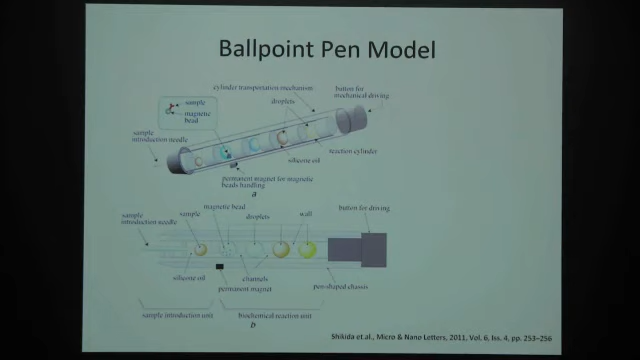 Ballpoint Pen Model
cylinder transportation mechanism
button for
mechanical driving
sample
magnetic
bead
droplets
sample
introduction needle
reaction cylinder
silicone oil
permanent magnet for magnetic
beads handling
a
magnetic bead
sample
introduction needle
sample
droplets
wall
button for driving
silicone oil
channels
permanent magnet
pen-shaped chassis
sample introduction unit
biochemical reaction unit
b
Shikida et al., Micro & Nano Letters, 2011, Vol. 6, Iss. 4, pp. 253–256